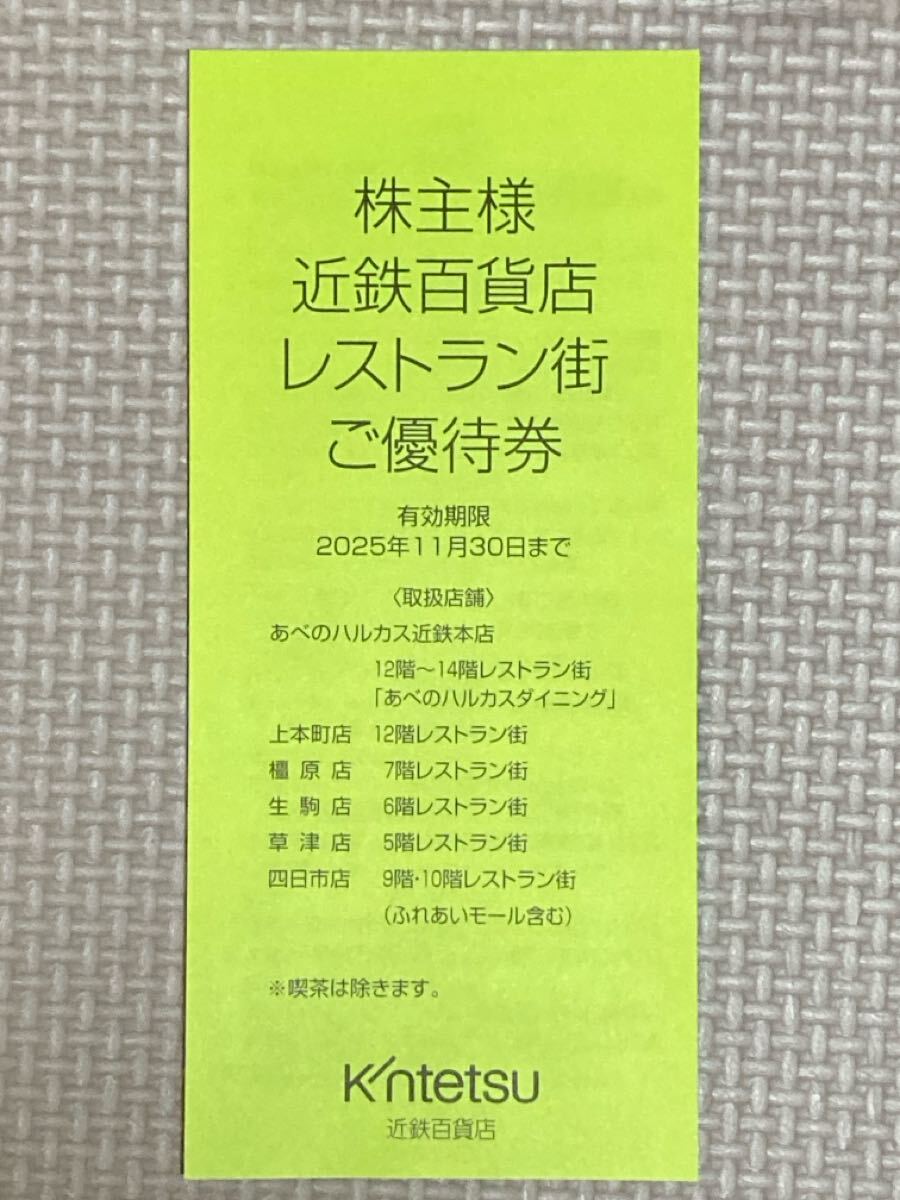 株主様
近鉄百貨店
レストラン街
ご優待券
有効期限
2025年11月30日まで
〈取扱店舗〉
あべのハルカス近鉄本店
12階〜14階レストラン街
「あべのハルカスダイニング」
上本町店 12階レストラン街
橿原店 7階レストラン街
生駒店 6階レストラン街
草津店 5階レストラン街
四日市店 9階・10階レストラン街
（ふれあいモール含む）
※喫茶は除きます。
Kintetsu
近鉄百貨店